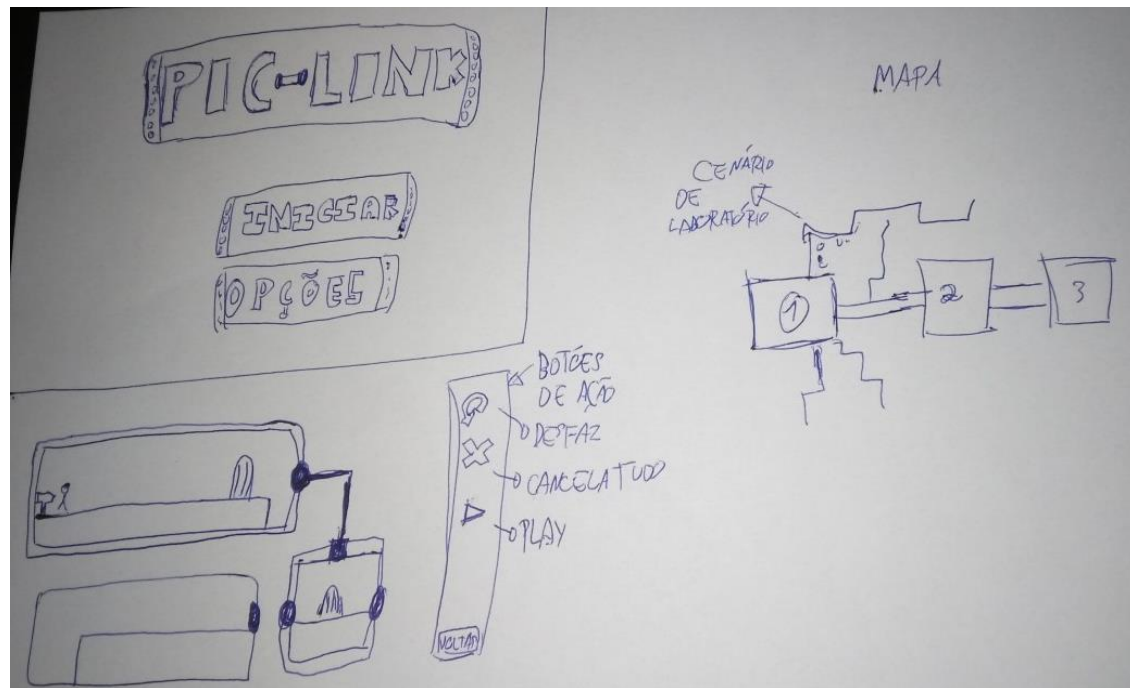 PIC-LINK
INICIAR
OPÇÕES
MAPA
CENÁRIO
DE
LABORATÓRIO
1
2
3
BOTÕES
DE AÇÃO
DESFAZ
CANCELA TUDO
PLAY
VOLTAR